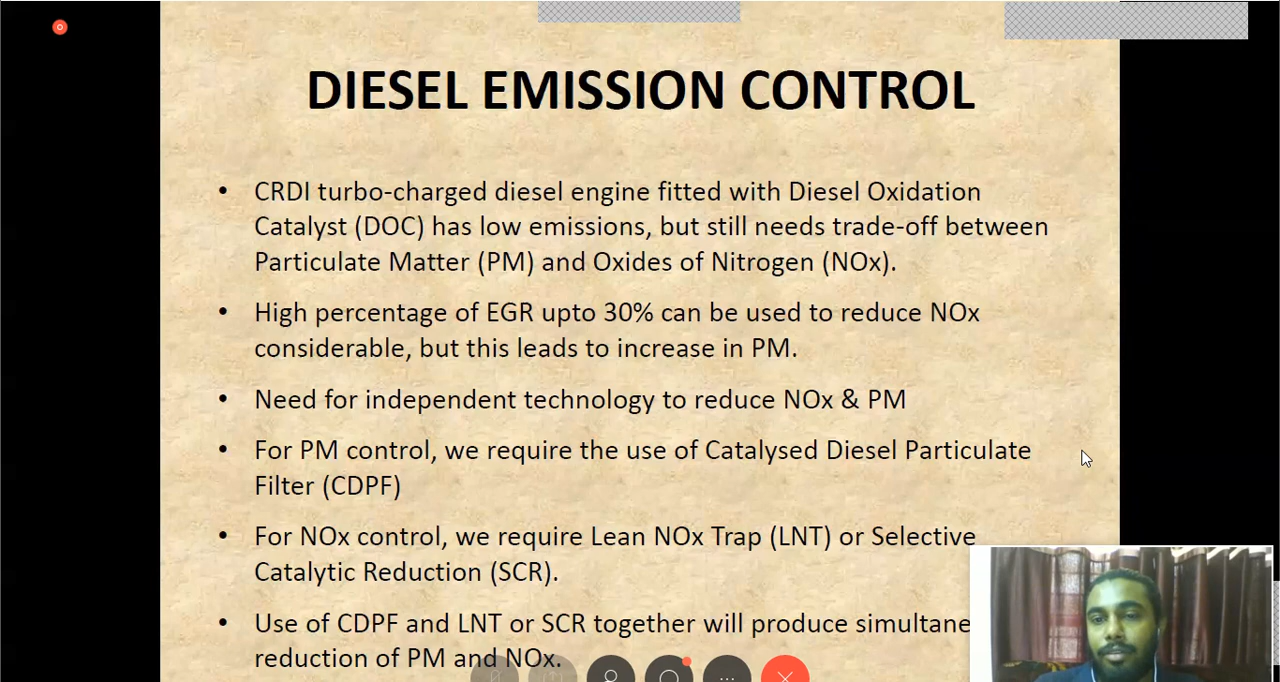 DIESEL EMISSION CONTROL
• CRDI turbo-charged diesel engine fitted with Diesel Oxidation
Catalyst (DOC) has low emissions, but still needs trade-off between
Particulate Matter (PM) and Oxides of Nitrogen (NOx).
• High percentage of EGR upto 30% can be used to reduce NOx
considerable, but this leads to increase in PM.
• Need for independent technology to reduce NOx & PM
• For PM control, we require the use of Catalysed Diesel Particulate
Filter (CDPF)
• For NOx control, we require Lean NOx Trap (LNT) or Selective
Catalytic Reduction (SCR).
• Use of CDPF and LNT or SCR together will produce
reduction of PM and NOx.